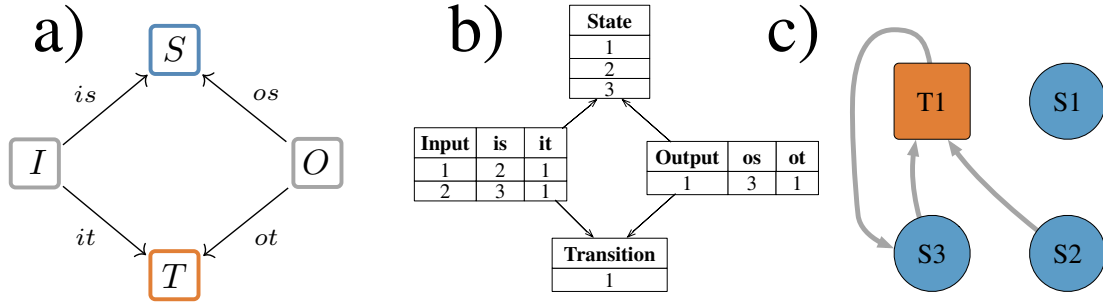 a)
S
is
os
I
O
it
ot
T
b)
State
1
2
3
Input is it
1 2 1
2 3 1
Output os ot
1 3 1
Transition
1
c)
T1
S1
S3
S2